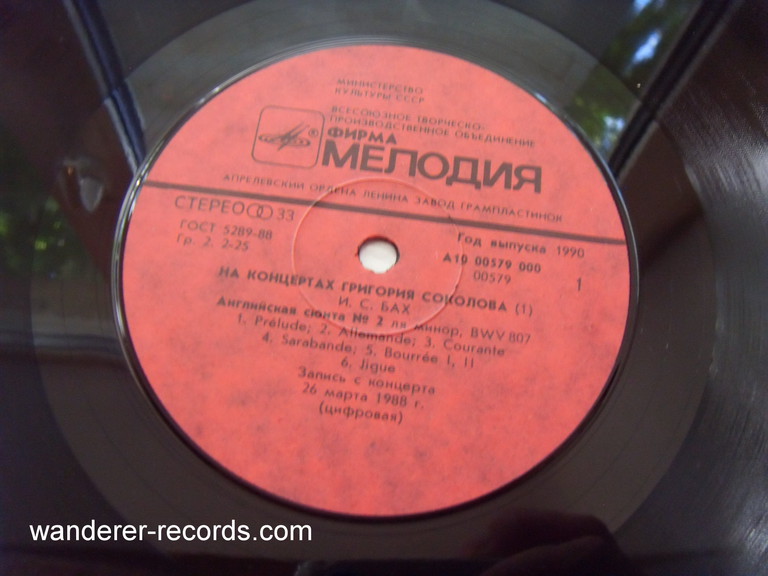 МИНИСТЕРСТВО
КУЛЬТУРЫ СССР
ВСЕСОЮЗНОЕ ТВОРЧЕСКО-
ПРОИЗВОДСТВЕННОЕ ОБЪЕДИНЕНИЕ
®
ФИРМА
МЕЛОДИЯ
АПРЕЛЕВСКИЙ ОРДЕНА ЛЕНИНА ЗАВОД ГРАМПЛАСТИНОК
СТЕРЕО 33
ГОСТ 5289-88
Гр. 2. 2-25
Год выпуска 1990
А10 00579 000
00579
1
НА КОНЦЕРТАХ ГРИГОРИЯ СОКОЛОВА (1)
И. С. БАХ
Английская сюита № 2 ля минор, BWV 807
1. Prélude; 2. Allemande; 3. Courante
4. Sarabande; 5. Bourrée I, II
6. Jigue
Запись с концерта
26 марта 1988 г.
(цифровая)
wanderer-records.com